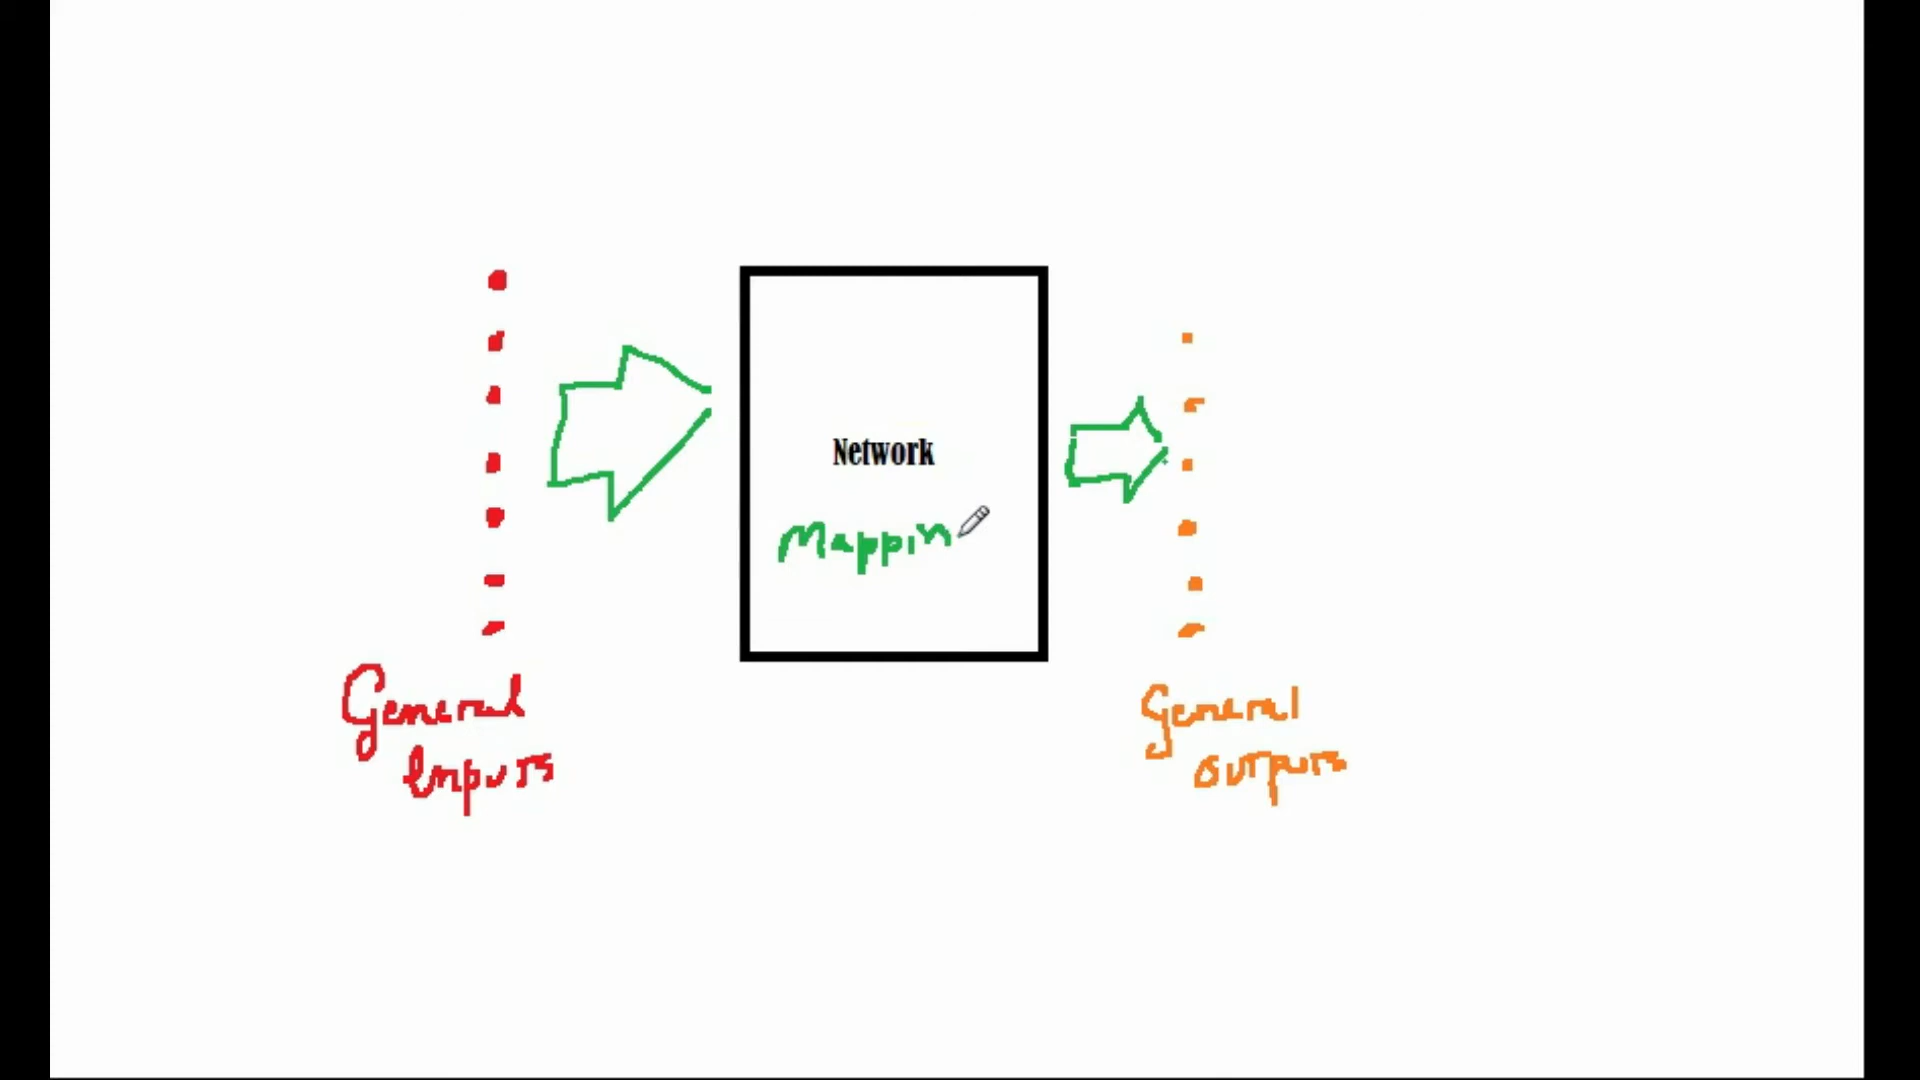 Network
Mappin
General
Inputs
General
outputs